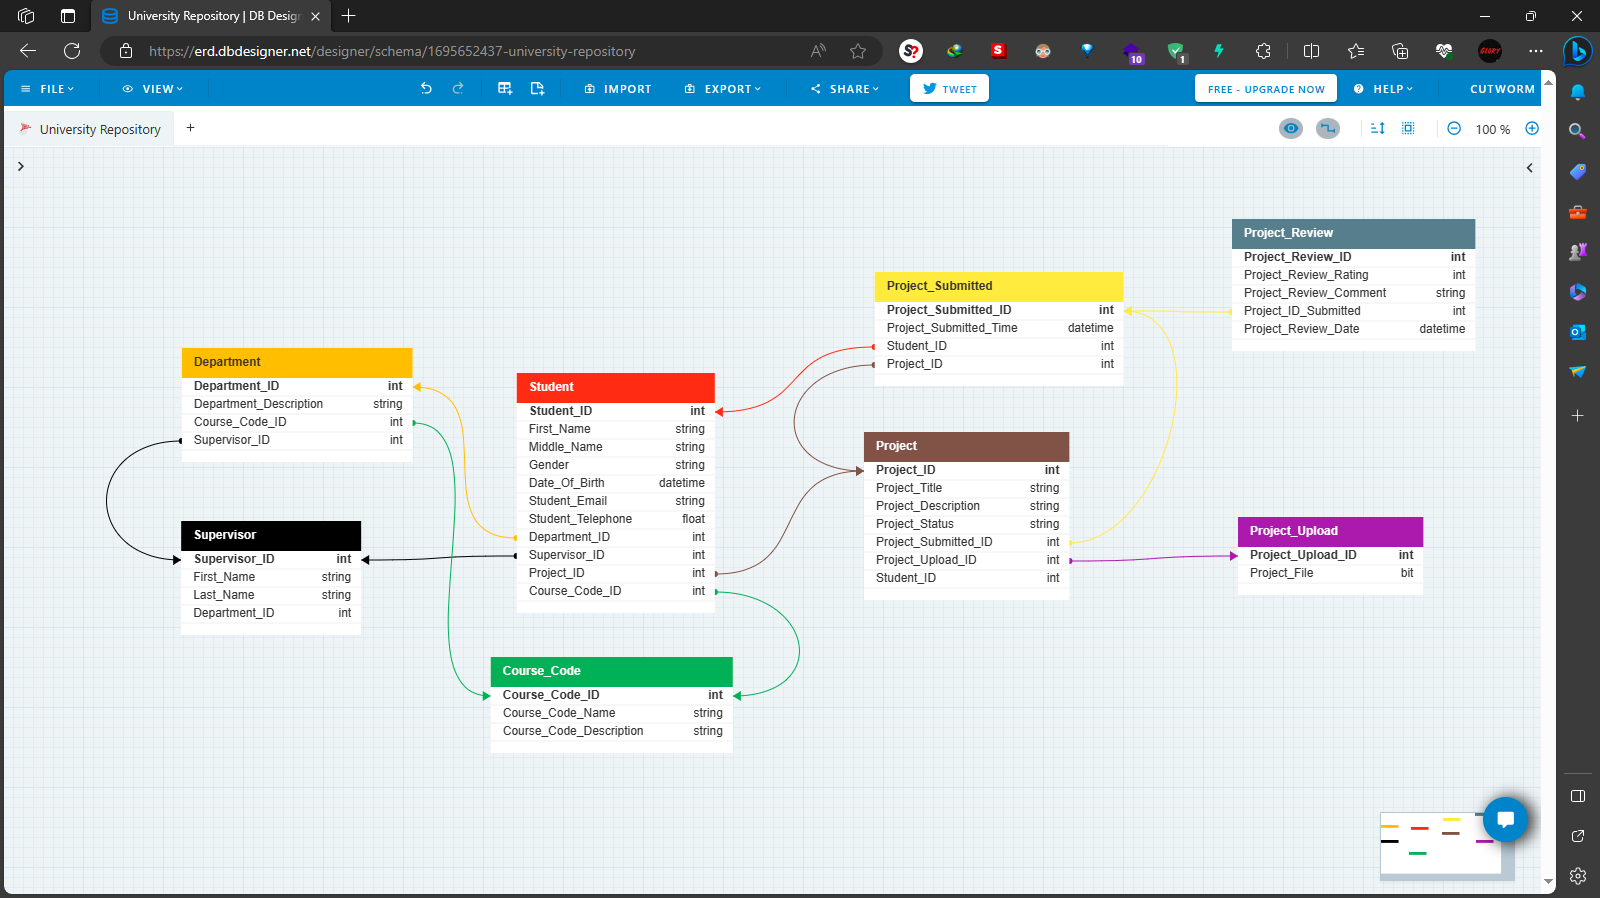 University Repository | DB Design
https://erd.dbdesigner.net/designer/schema/1695652437-university-repository
S?
S
10
1
GLORY
FILE
VIEW
IMPORT
EXPORT
SHARE
TWEET
FREE - UPGRADE NOW
HELP
CUTWORM
University Repository
+
100 %
Project_Review
Project_Review_ID int
Project_Review_Rating int
Project_Review_Comment string
Project_ID_Submitted int
Project_Review_Date datetime
Project_Submitted
Project_Submitted_ID int
Project_Submitted_Time datetime
Student_ID int
Project_ID int
Department
Department_ID int
Department_Description string
Course_Code_ID int
Supervisor_ID int
Student
Student_ID int
First_Name string
Middle_Name string
Gender string
Date_Of_Birth datetime
Student_Email string
Student_Telephone float
Department_ID int
Supervisor_ID int
Project_ID int
Course_Code_ID int
Project
Project_ID int
Project_Title string
Project_Description string
Project_Status string
Project_Submitted_ID int
Project_Upload_ID int
Student_ID int
Supervisor
Supervisor_ID int
First_Name string
Last_Name string
Department_ID int
Project_Upload
Project_Upload_ID int
Project_File bit
Course_Code
Course_Code_ID int
Course_Code_Name string
Course_Code_Description string